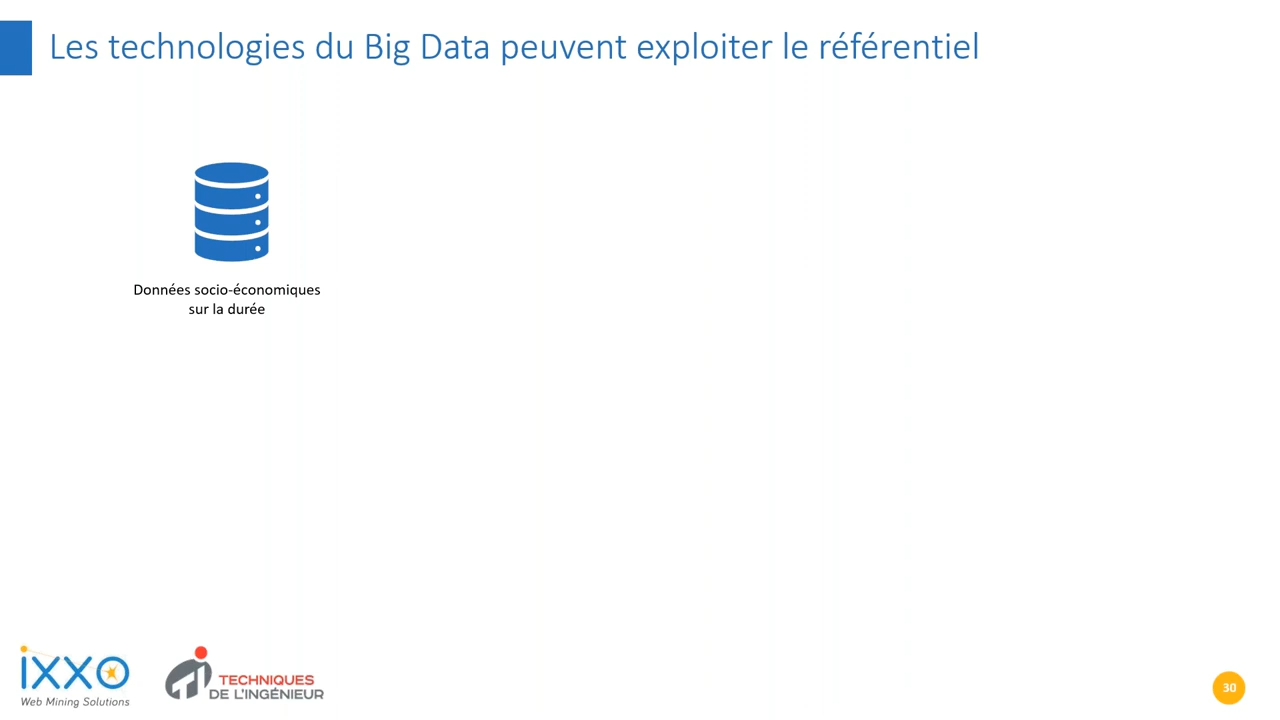 Les technologies du Big Data peuvent exploiter le référentiel
Données socio-économiques
sur la durée
ixxo
Web Mining Solutions
TECHNIQUES
DE L'INGÉNIEUR
30